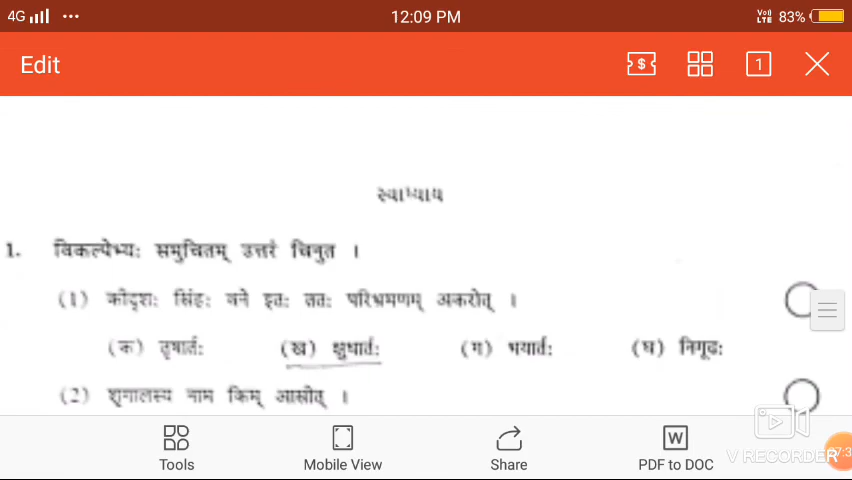 4G ••• 12:09 PM VoLTE 83%
Edit $ 1
स्वाध्याय
1. विकल्पेभ्यः समुचितम् उत्तरं चिनुत ।
(1) कीदृशः सिंहः वने इतः ततः परिभ्रमणम् अकरोत् ।
(क) तृषार्तः (ख) क्षुधार्तः (ग) भयार्तः (घ) निगूढः
(2) शृगालस्य नाम किम् आसीत् ।
V RECORDER
Tools Mobile View Share PDF to DOC